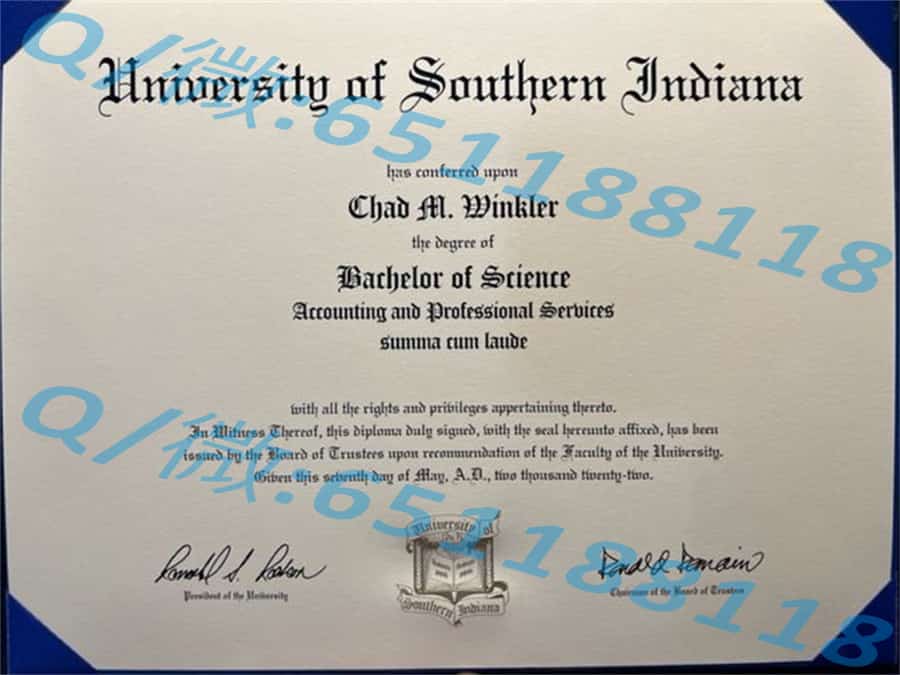 University of Southern Indiana
has conferred upon
Chad M. Winkler
the degree of
Bachelor of Science
Accounting and Professional Services
summa cum laude
with all the rights and privileges appertaining thereto.
In Witness Thereof, this diploma duly signed, with the seal hereunto affixed, has been
issued by the Board of Trustees upon recommendation of the Faculty of the University.
Given this seventh day of May, A.D., two thousand twenty-two.
University of
Southern Indiana
President of the University
Chairman of the Board of Trustees
Q/微:651188118
Q/微:651188118